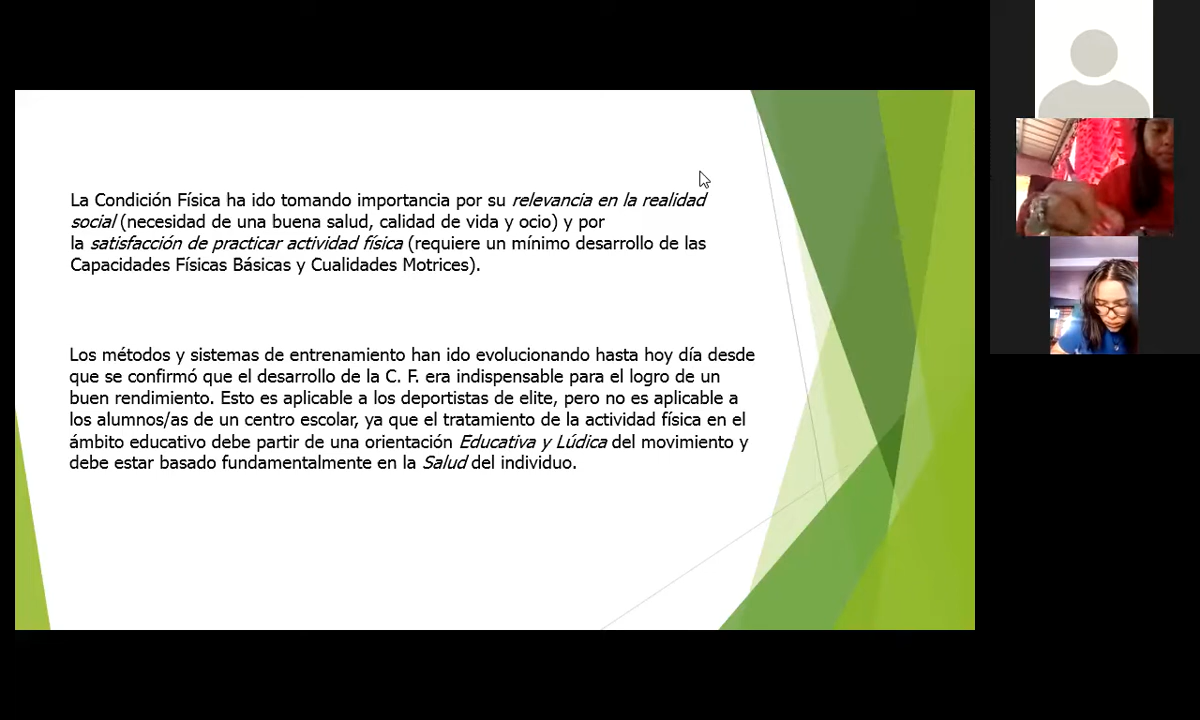 La Condición Física ha ido tomando importancia por su relevancia en la realidad
social (necesidad de una buena salud, calidad de vida y ocio) y por
la satisfacción de practicar actividad física (requiere un mínimo desarrollo de las
Capacidades Físicas Básicas y Cualidades Motrices).
Los métodos y sistemas de entrenamiento han ido evolucionando hasta hoy día desde
que se confirmó que el desarrollo de la C. F. era indispensable para el logro de un
buen rendimiento. Esto es aplicable a los deportistas de elite, pero no es aplicable a
los alumnos/as de un centro escolar, ya que el tratamiento de la actividad física en el
ámbito educativo debe partir de una orientación Educativa y Lúdica del movimiento y
debe estar basado fundamentalmente en la Salud del individuo.